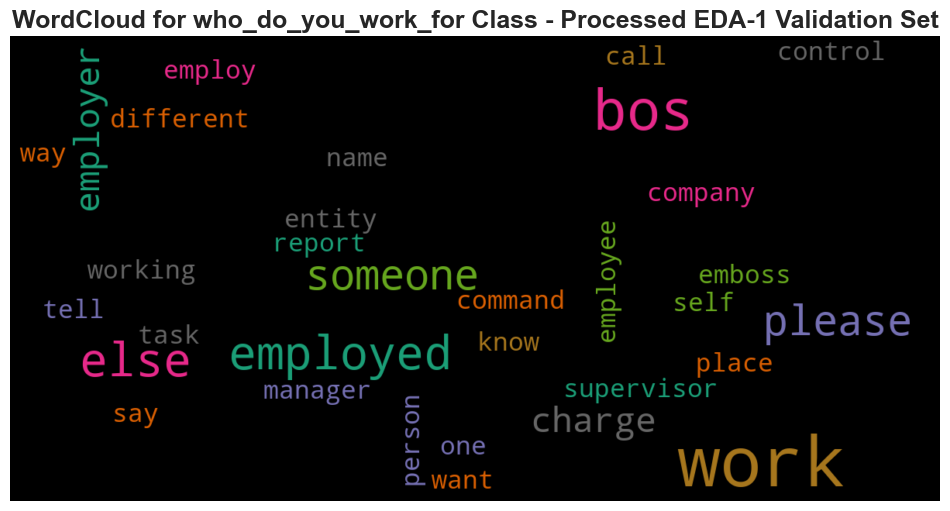 WordCloud for who_do_you_work_for Class - Processed EDA-1 Validation Set
call
control
employer
employ
bos
different
way
name
company
entity
employee
report
working
someone
emboss
tell
command
self
please
task
know
else
employed
place
manager
supervisor
say
person
charge
one
work
want